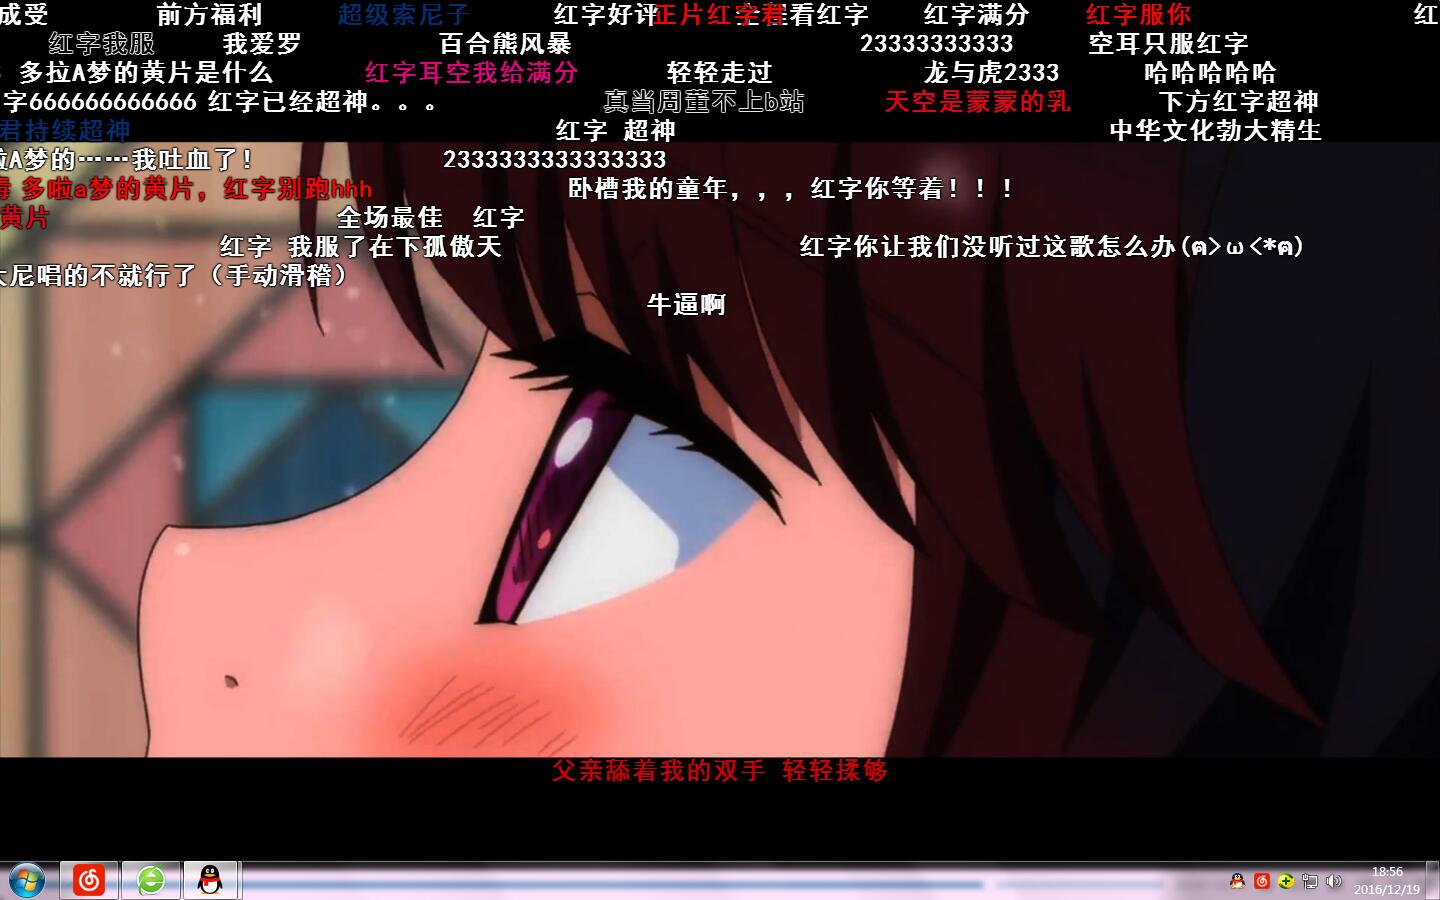 成受 前方福利 超级索尼子 红字好评 正片红字君 全程看红字 红字满分 红字服你 红
红字我服 我爱罗 百合熊风暴 23333333333 空耳只服红字
多拉A梦的黄片是什么 红字耳空我给满分 轻轻走过 龙与虎2333 哈哈哈哈哈
字666666666666 红字已经超神。。。 真当周董不上b站 天空是蒙蒙的乳 下方红字超神
君持续超神 红字 超神 中华文化勃大精生
拉A梦的……我吐血了! 2333333333333333
多啦a梦的黄片，红字别跑hhh 卧槽我的童年，，，红字你等着！！！
黄片 全场最佳 红字
红字 我服了在下孤傲天 红字你让我们没听过这歌怎么办(ฅ>ω<*ฅ)
尼唱的不就行了（手动滑稽）
牛逼啊
父亲舔着我的双手 轻轻揉够
18:56
2016/12/19